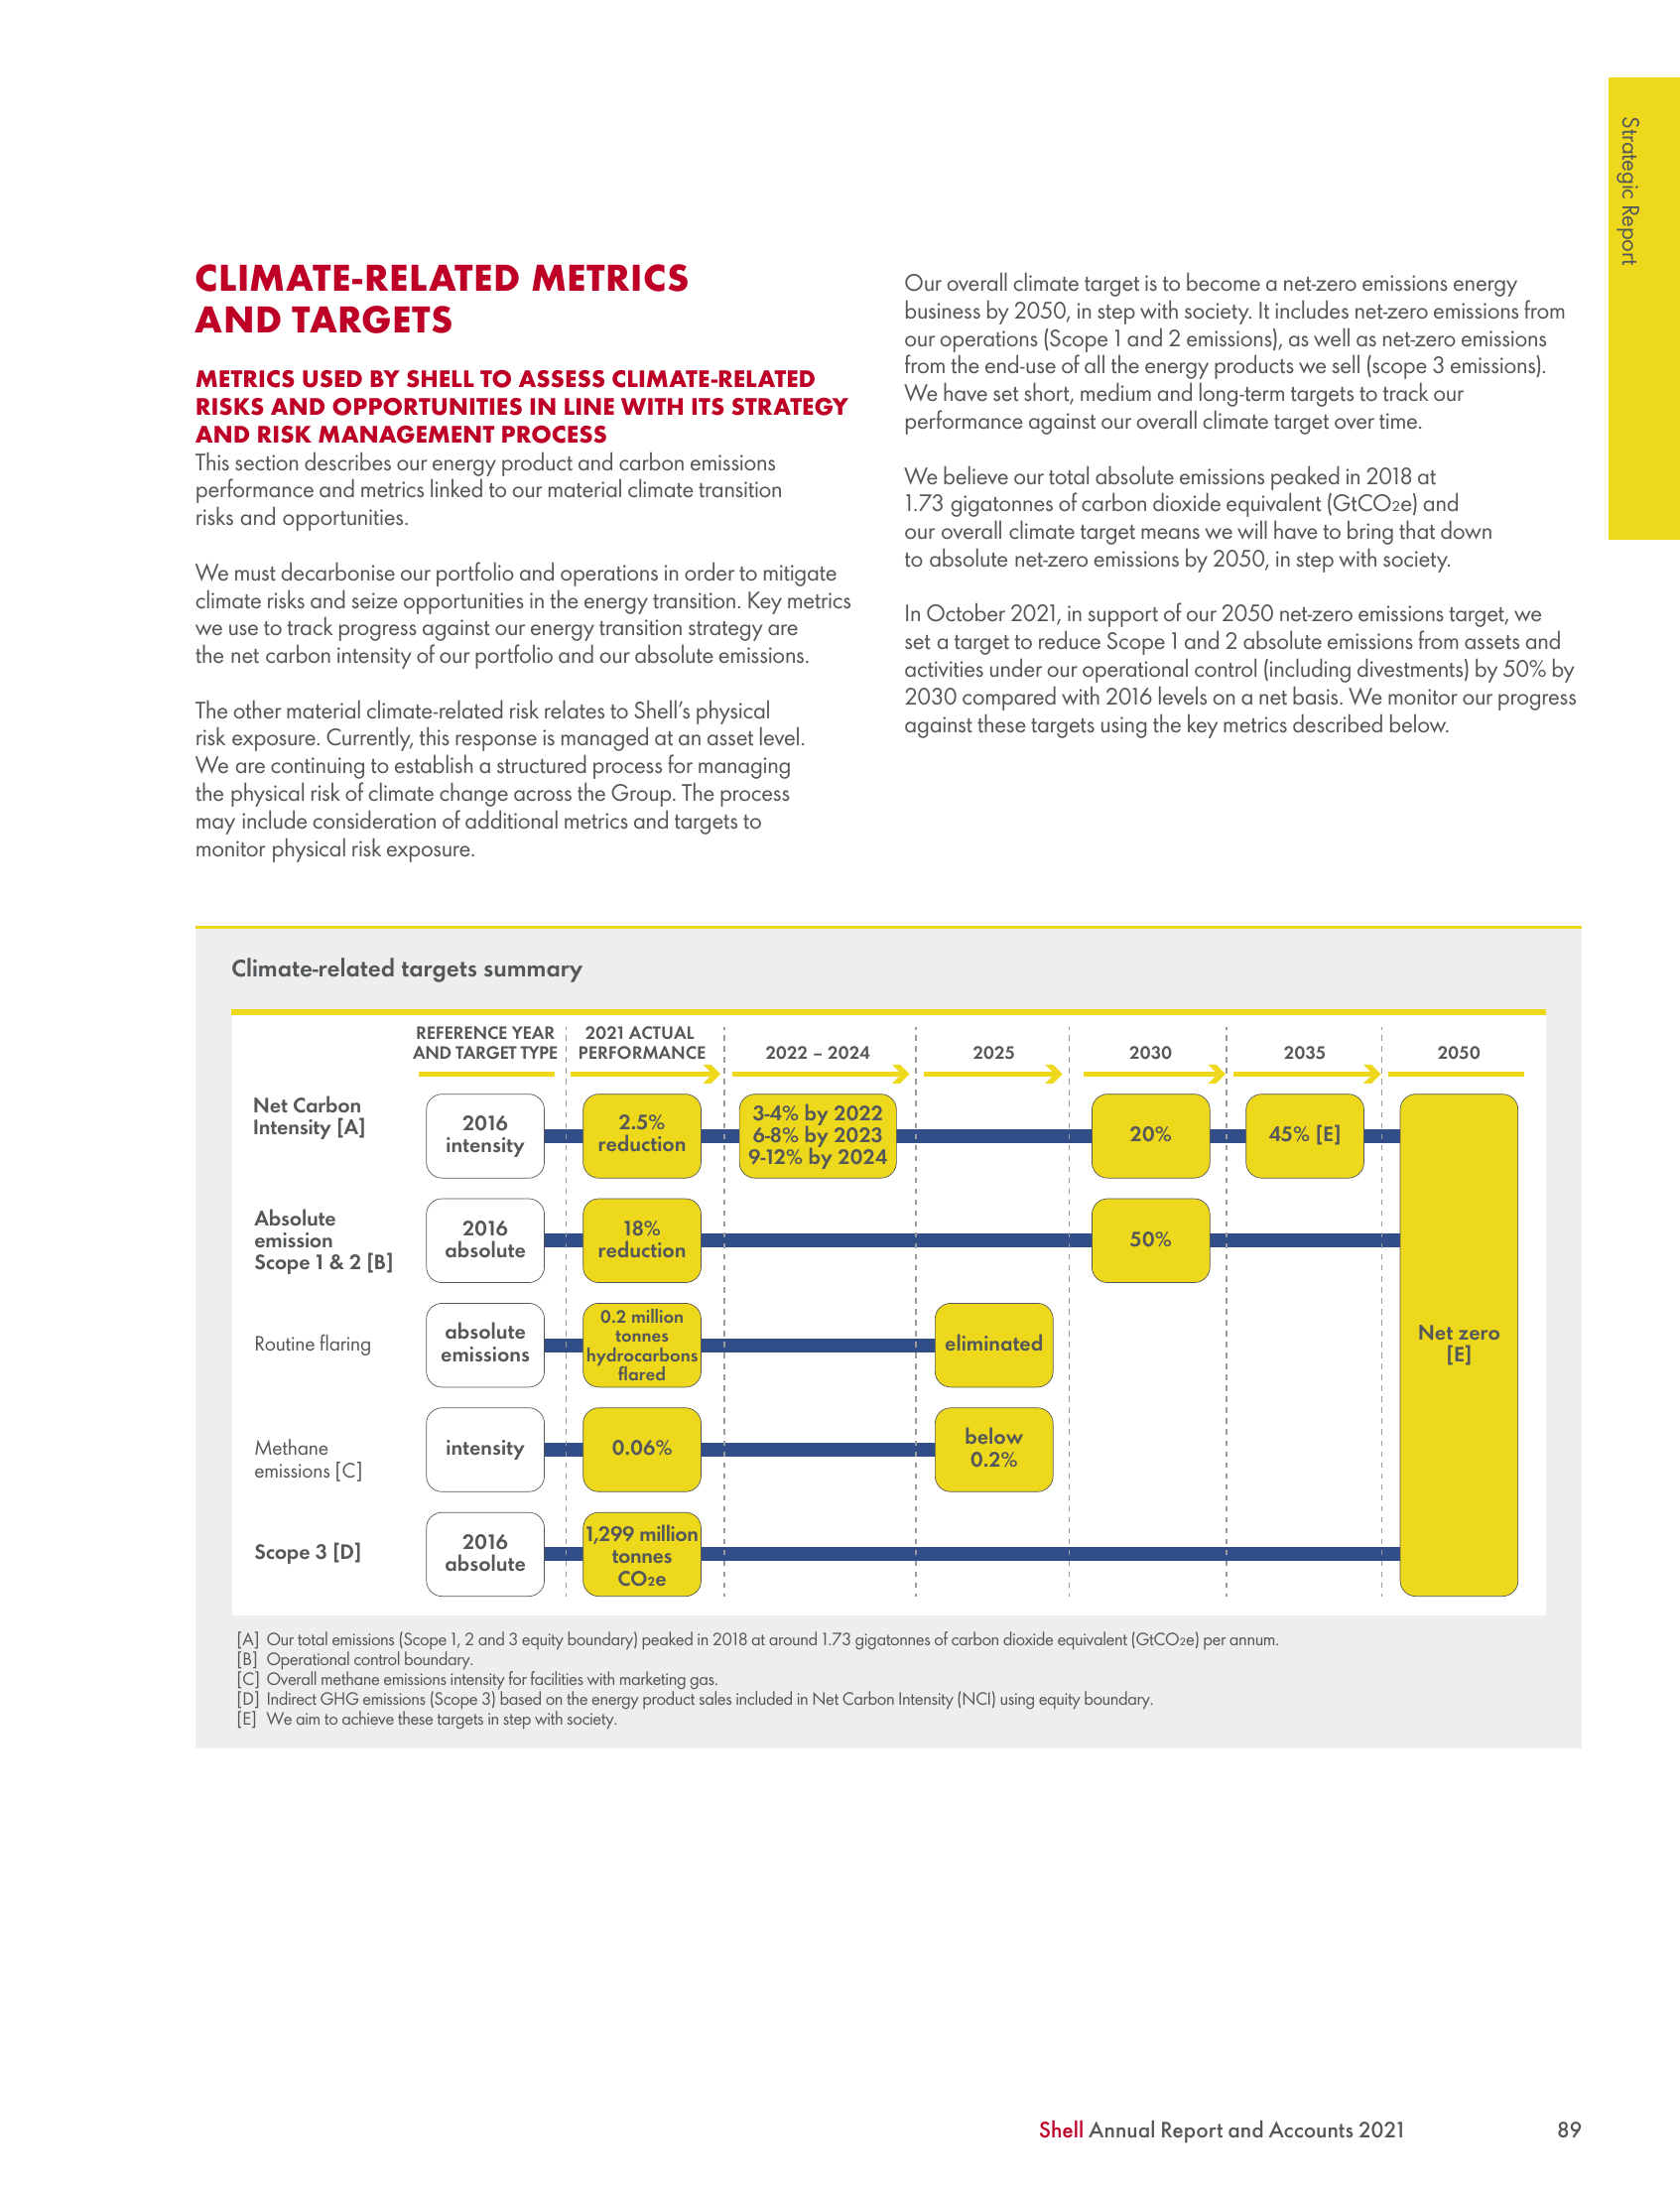 Strategic Report
CLIMATE-RELATED METRICS
AND TARGETS
METRICS USED BY SHELL TO ASSESS CLIMATE-RELATED
RISKS AND OPPORTUNITIES IN LINE WITH ITS STRATEGY
AND RISK MANAGEMENT PROCESS
This section describes our energy product and carbon emissions
performance and metrics linked to our material climate transition
risks and opportunities.
We must decarbonise our portfolio and operations in order to mitigate
climate risks and seize opportunities in the energy transition. Key metrics
we use to track progress against our energy transition strategy are
the net carbon intensity of our portfolio and our absolute emissions.
The other material climate-related risk relates to Shell's physical
risk exposure. Currently, this response is managed at an asset level.
We are continuing to establish a structured process for managing
the physical risk of climate change across the Group. The process
may include consideration of additional metrics and targets to
monitor physical risk exposure.
Our overall climate target is to become a net-zero emissions energy
business by 2050, in step with society. It includes net-zero emissions from
our operations (Scope 1 and 2 emissions), as well as net-zero emissions
from the end-use of all the energy products we sell (scope 3 emissions).
We have set short, medium and long-term targets to track our
performance against our overall climate target over time.
We believe our total absolute emissions peaked in 2018 at
1.73 gigatonnes of carbon dioxide equivalent (GtCO2e) and
our overall climate target means we will have to bring that down
to absolute net-zero emissions by 2050, in step with society.
In October 2021, in support of our 2050 net-zero emissions target, we
set a target to reduce Scope 1 and 2 absolute emissions from assets and
activities under our operational control (including divestments) by 50% by
2030 compared with 2016 levels on a net basis. We monitor our progress
against these targets using the key metrics described below.
Climate-related targets summary
REFERENCE YEAR
AND TARGET TYPE
2021 ACTUAL
PERFORMANCE
2022 – 2024
2025
2030
2035
2050
Net Carbon
Intensity [A]
2016
intensity
2.5%
reduction
3-4% by 2022
6-8% by 2023
9-12% by 2024
20%
45% [E]
Absolute
emission
Scope 1 & 2 [B]
2016
absolute
18%
reduction
50%
Routine flaring
absolute
emissions
0.2 million
tonnes
hydrocarbons
flared
eliminated
Net zero
[E]
Methane
emissions [C]
intensity
0.06%
below
0.2%
Scope 3 [D]
2016
absolute
1,299 million
tonnes
CO2e
[A] Our total emissions (Scope 1, 2 and 3 equity boundary) peaked in 2018 at around 1.73 gigatonnes of carbon dioxide equivalent (GtCO2e) per annum.
[B] Operational control boundary.
[C] Overall methane emissions intensity for facilities with marketing gas.
[D] Indirect GHG emissions (Scope 3) based on the energy product sales included in Net Carbon Intensity (NCI) using equity boundary.
[E] We aim to achieve these targets in step with society.
Shell Annual Report and Accounts 2021
89